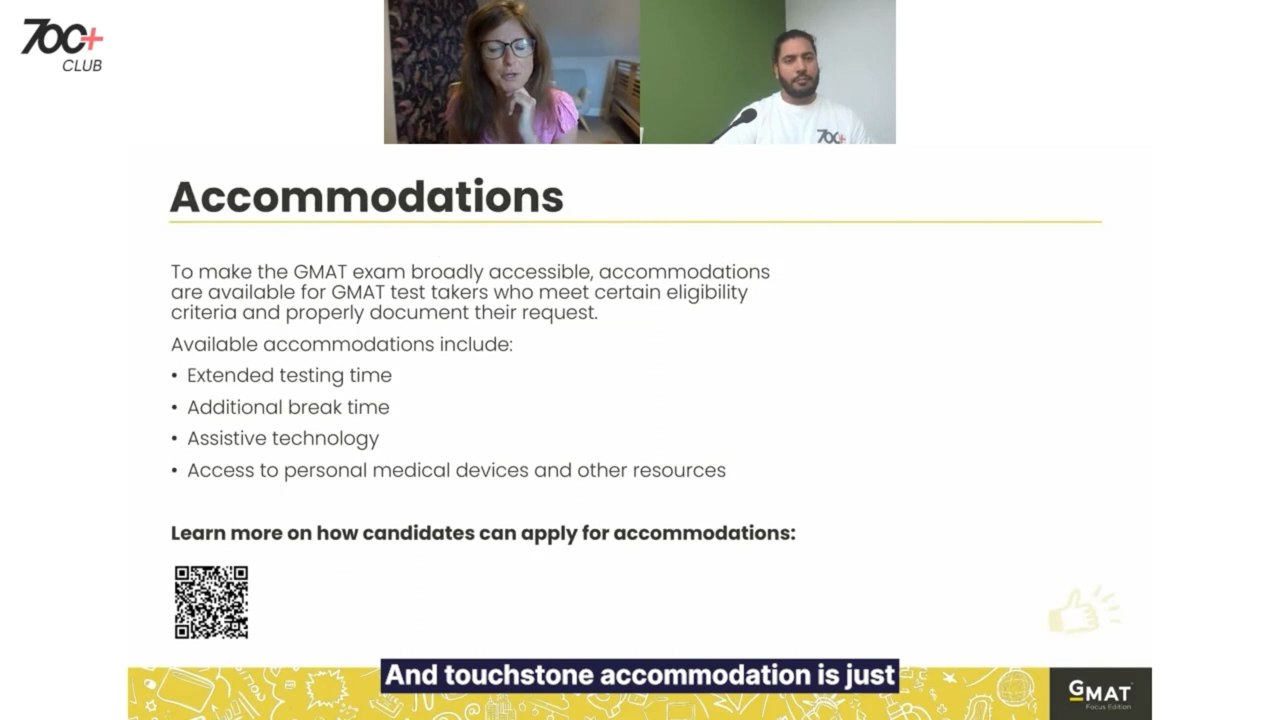 700+
CLUB
700+
Accommodations
To make the GMAT exam broadly accessible, accommodations
are available for GMAT test takers who meet certain eligibility
criteria and properly document their request.
Available accommodations include:
• Extended testing time
• Additional break time
• Assistive technology
• Access to personal medical devices and other resources
Learn more on how candidates can apply for accommodations:
And touchstone accommodation is just
GMAT™
Focus Edition